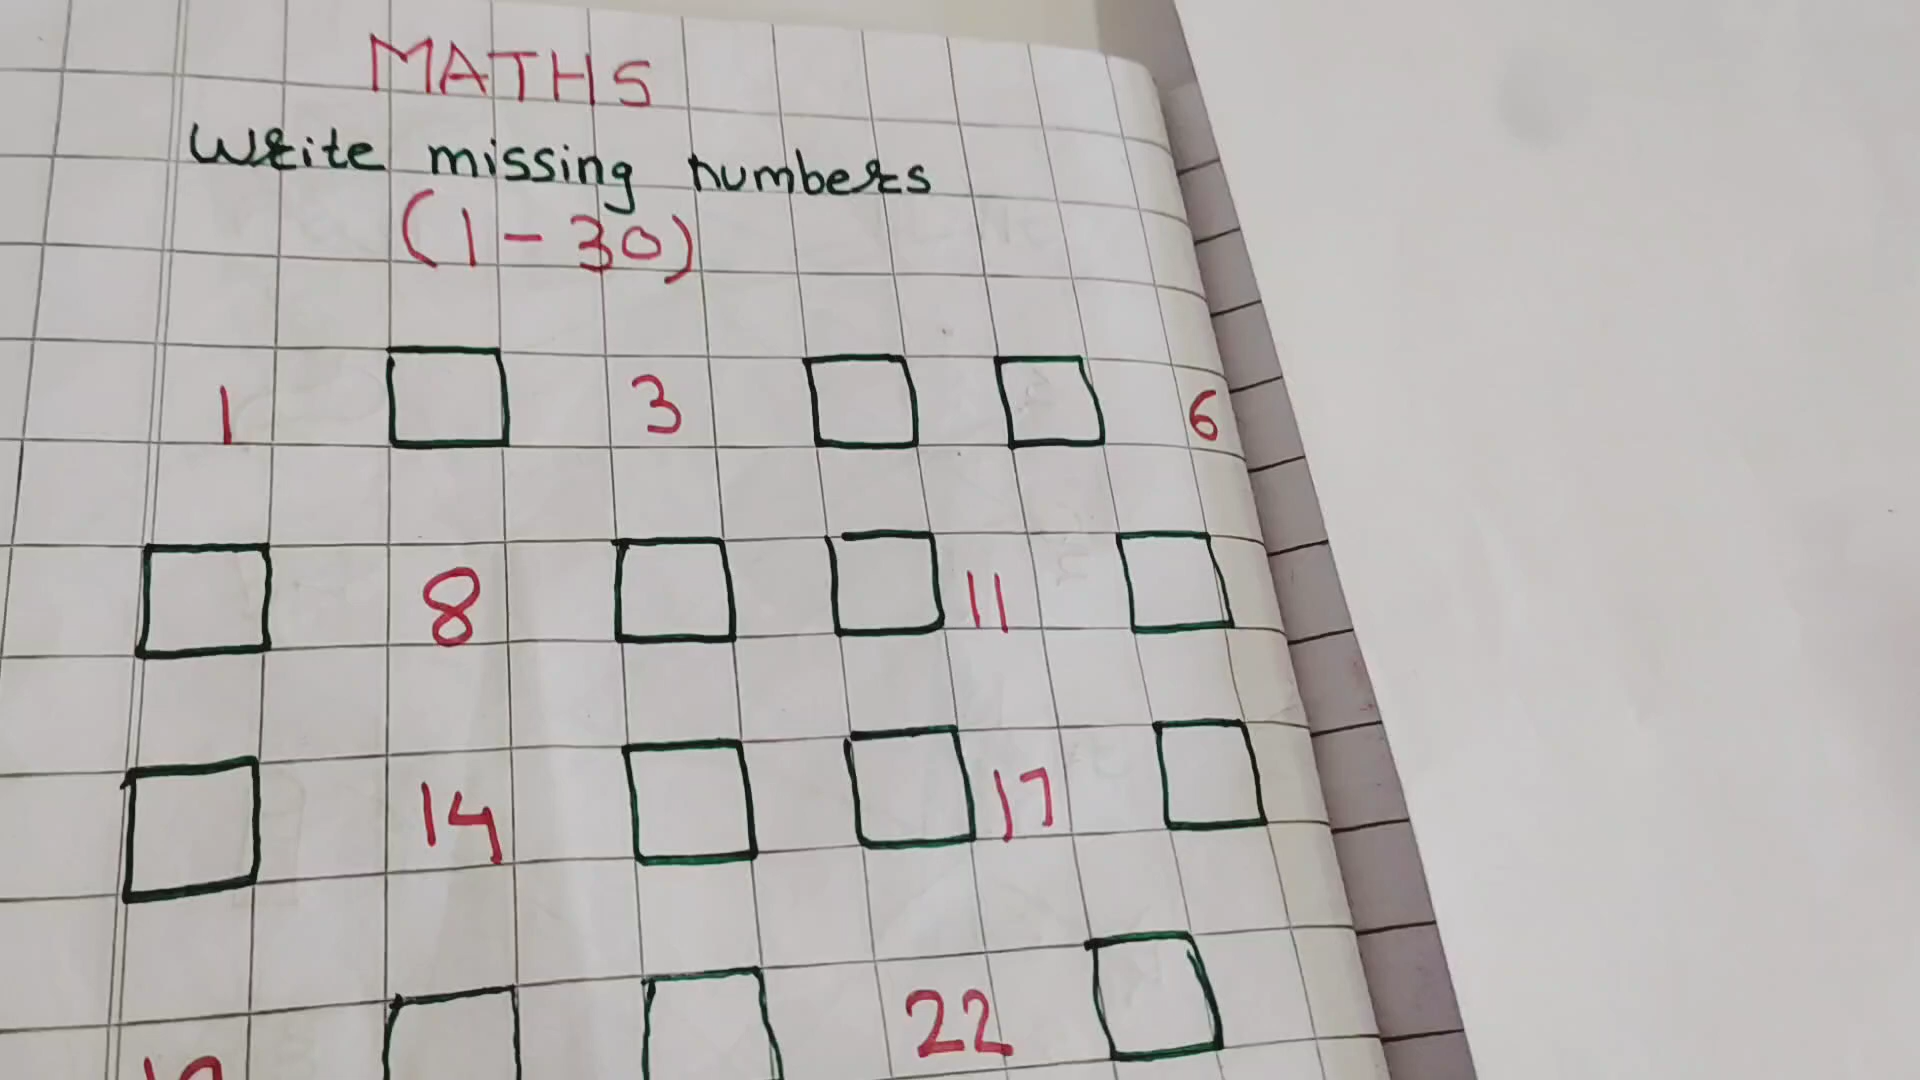 MATHS
Write missing numbers
(1-30)
1 3 6
8 11
14 17
22